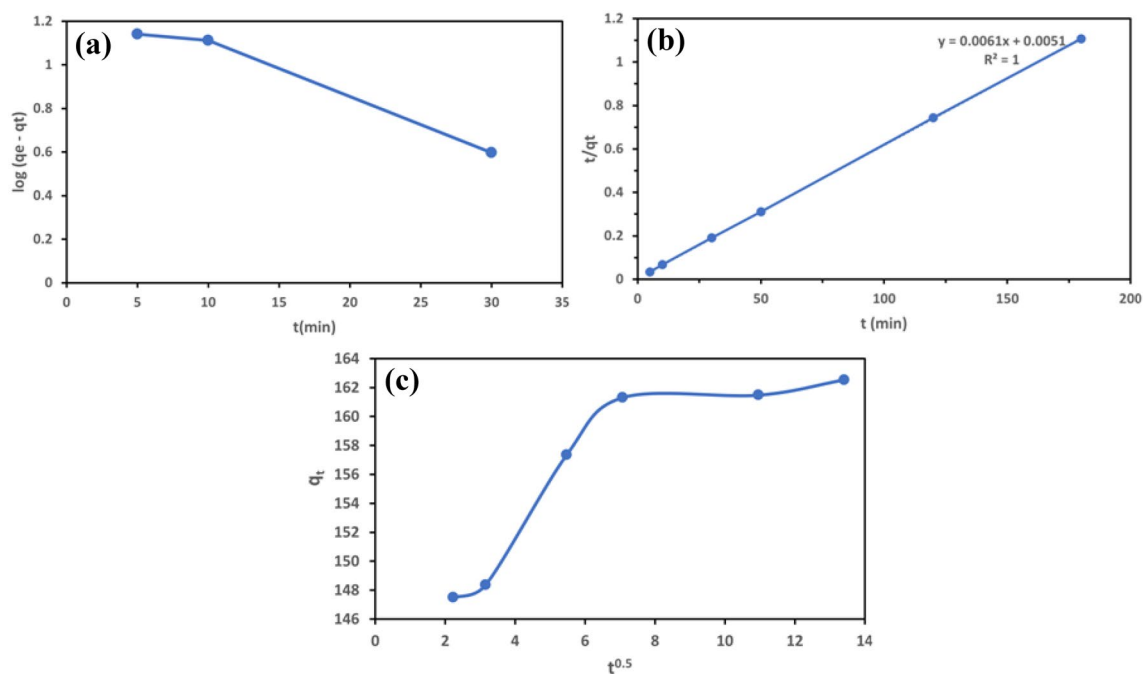 (a)
1.2
1
0.8
0.6
0.4
0.2
0
log (qe - qt)
0 5 10 15 20 25 30 35
t(min)
(b)
y = 0.0061x + 0.0051
R² = 1
1.2
1
0.8
0.6
0.4
0.2
0
t/qt
0 50 100 150 200
t (min)
(c)
164
162
160
158
156
154
152
150
148
146
qt
0 2 4 6 8 10 12 14
t0.5